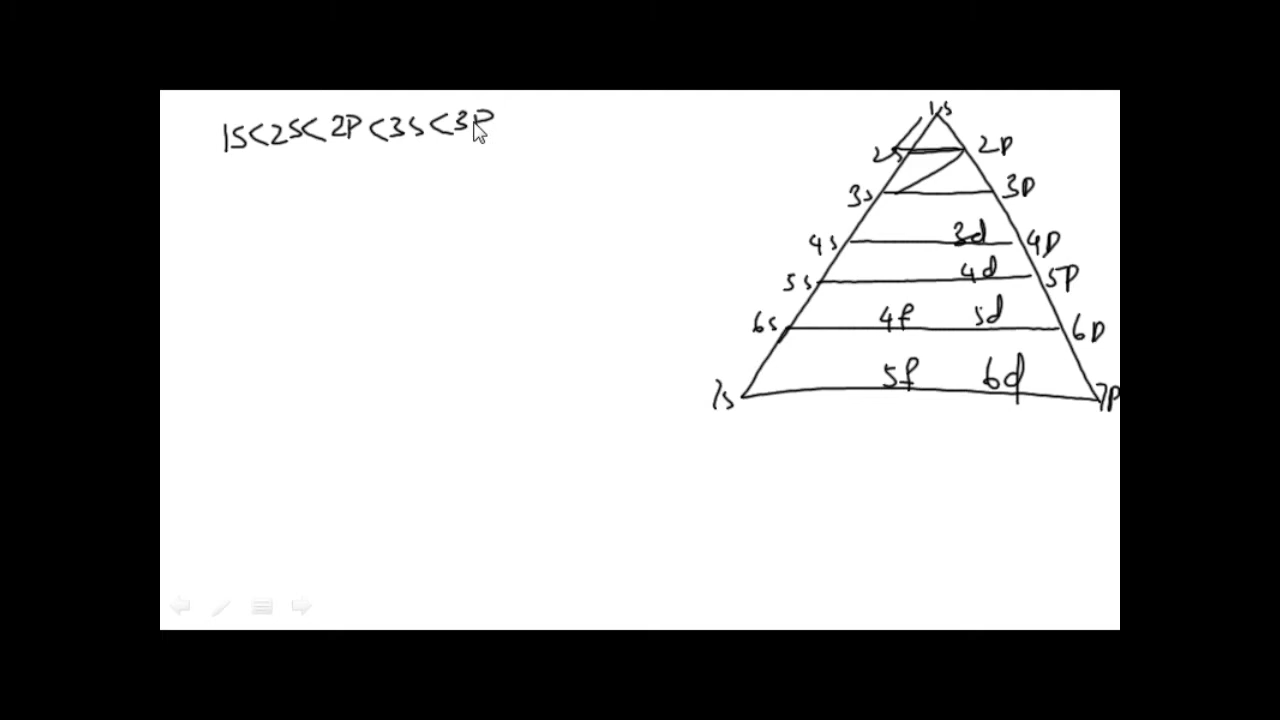 1s<2s<2p<3s<3p
1s
2s 2p
3s 3p
4s 3d 4p
5s 4d 5p
6s 4f 5d 6p
7s 5f 6d 7p